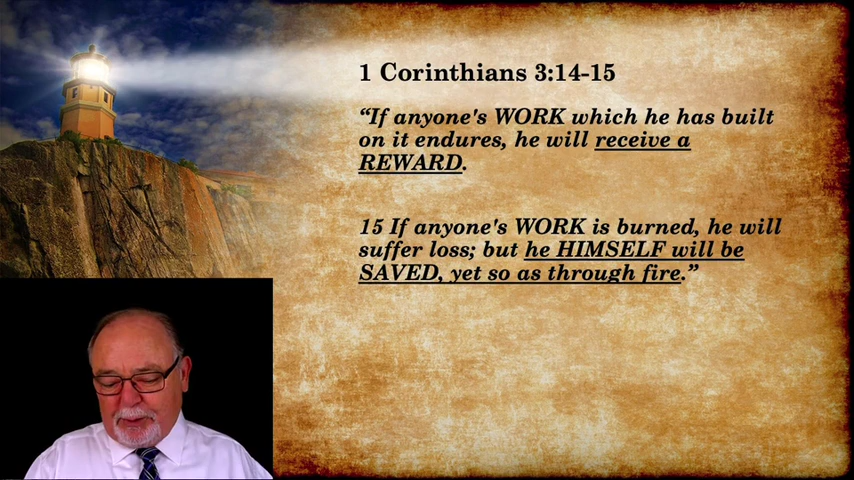 1 Corinthians 3:14-15
“If anyone's WORK which he has built
on it endures, he will receive a
REWARD.
15 If anyone's WORK is burned, he will
suffer loss; but he HIMSELF will be
SAVED, yet so as through fire.”